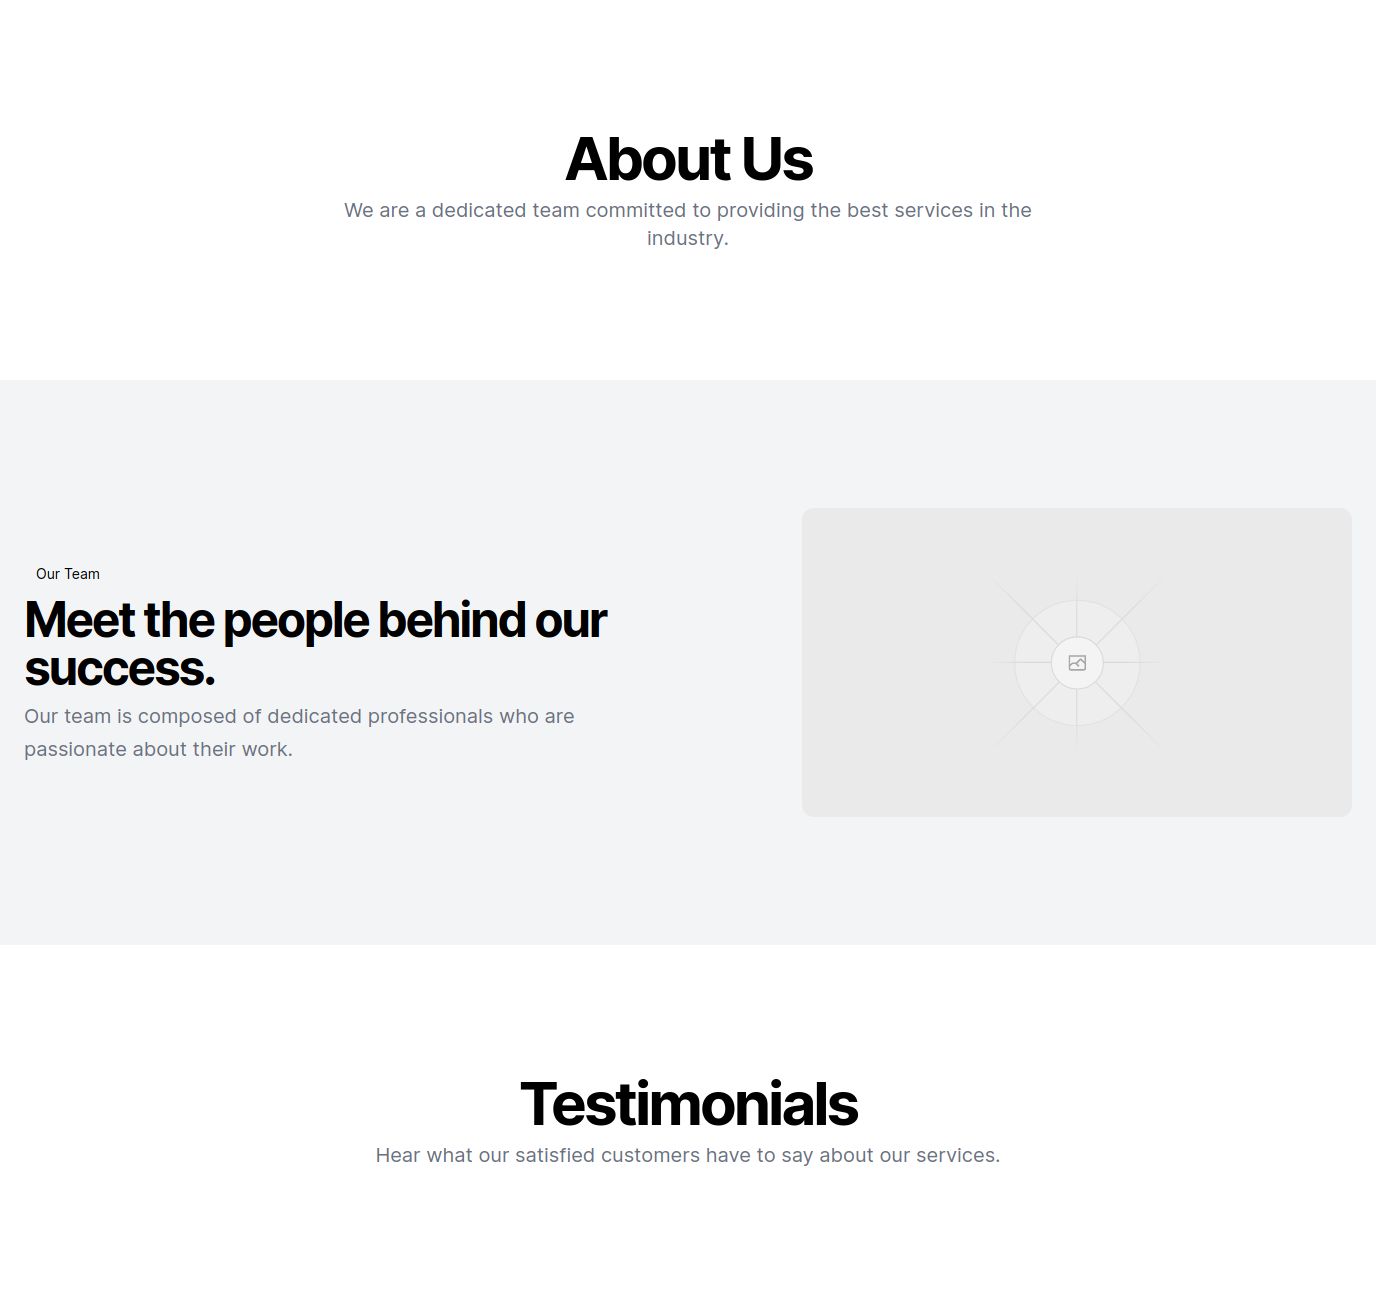 About Us
We are a dedicated team committed to providing the best services in the
industry.
Our Team
Meet the people behind our
success.
Our team is composed of dedicated professionals who are
passionate about their work.
Testimonials
Hear what our satisfied customers have to say about our services.